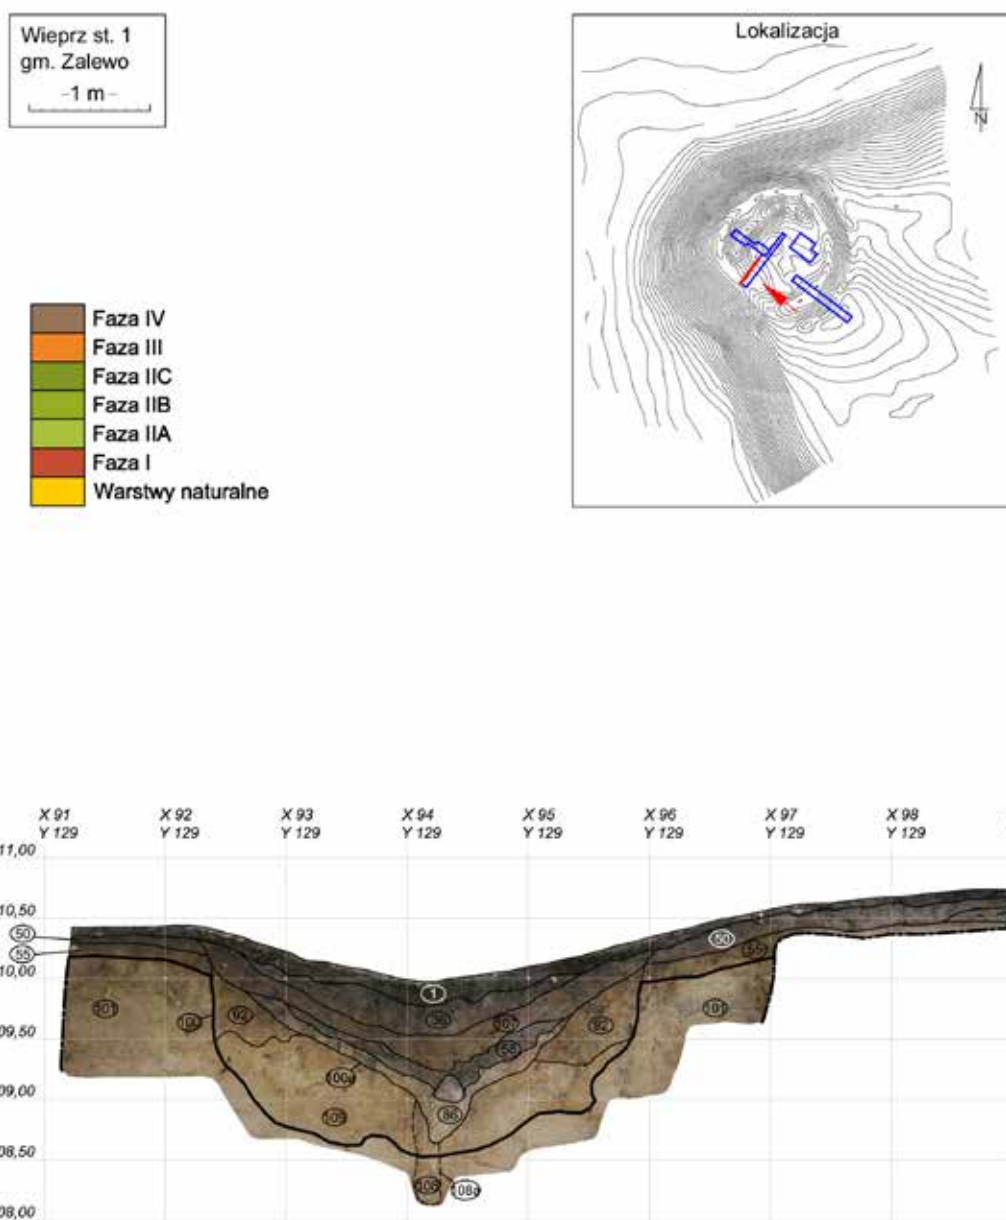 Wieprz st. 1
gm. Zalewo
-1 m-
Lokalizacja
N
Faza IV
Faza III
Faza IIC
Faza IIB
Faza IIA
Faza I
Warstwy naturalne
X 91 X 92 X 93 X 94 X 95 X 96 X 97 X 98
Y 129 Y 129 Y 129 Y 129 Y 129 Y 129 Y 129 Y 129
11,00
10,50
50
50
55
10,00
1
101
92
92
101
09,50
58
100a
09,00
86
109
08,50
108
108a
08,00